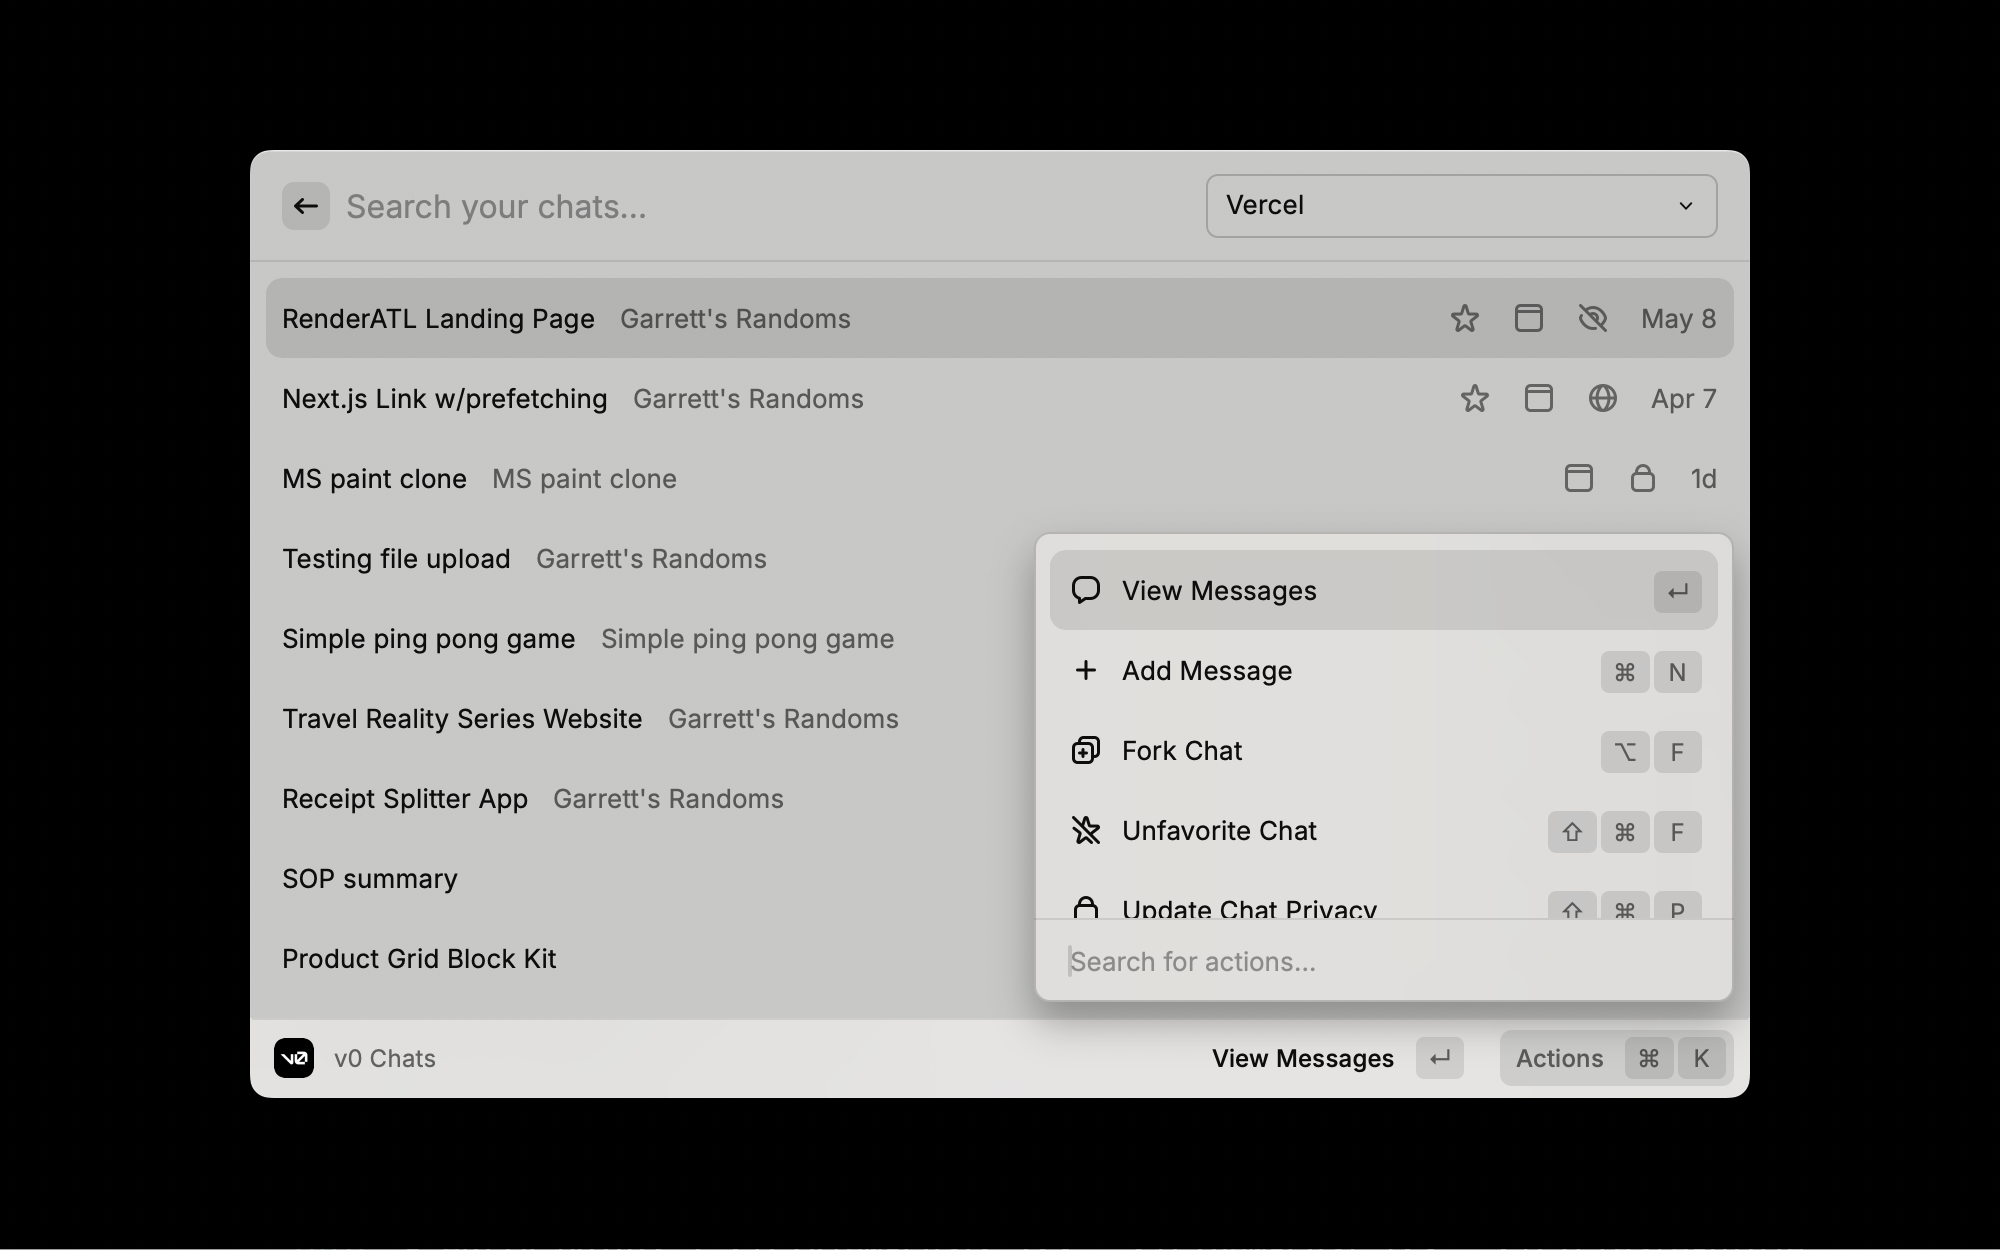 Search your chats...
Vercel
RenderATL Landing Page Garrett's Randoms May 8
Next.js Link w/prefetching Garrett's Randoms Apr 7
MS paint clone MS paint clone 1d
Testing file upload Garrett's Randoms
Simple ping pong game Simple ping pong game
Travel Reality Series Website Garrett's Randoms
Receipt Splitter App Garrett's Randoms
SOP summary
Product Grid Block Kit
View Messages ↵
Add Message ⌘ N
Fork Chat ⌥ F
Unfavorite Chat ⇧ ⌘ F
Update Chat Privacy ⇧ ⌘ P
Search for actions...
v0 v0 Chats
View Messages ↵ Actions ⌘ K